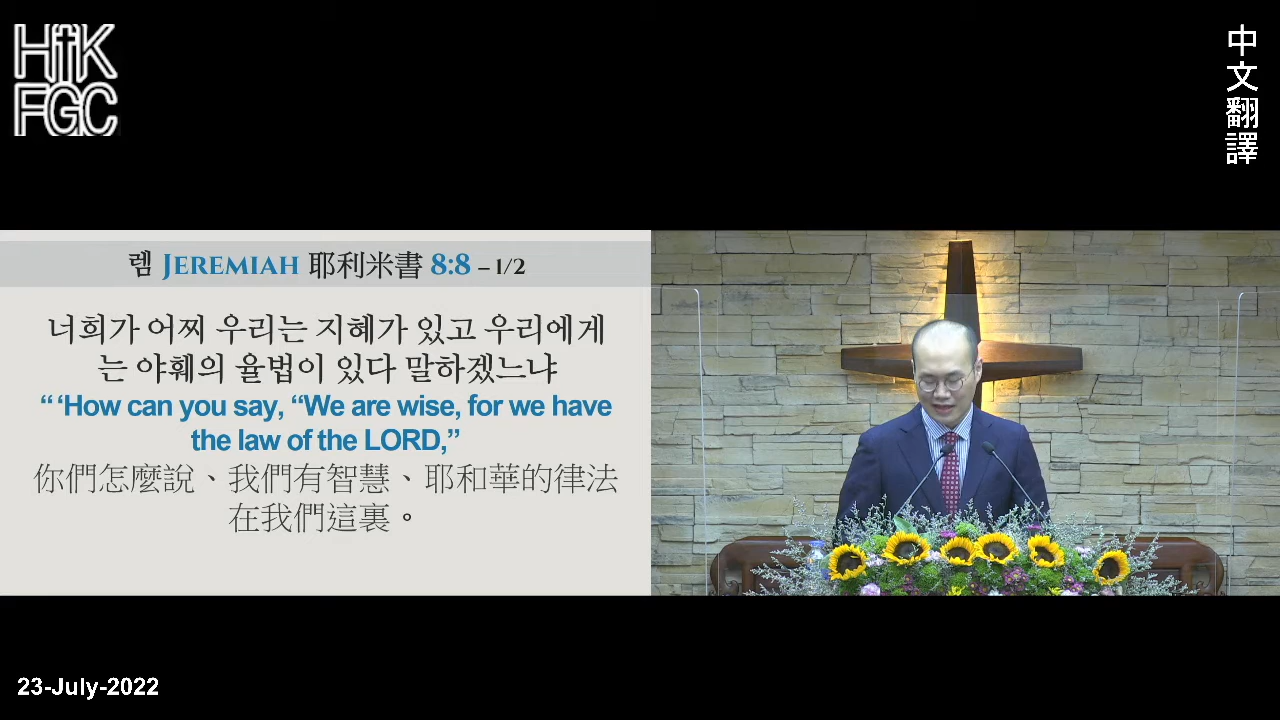 HKFGC
中文翻譯
렘 JEREMIAH 耶利米書 8:8 – 1/2
너희가 어찌 우리는 지혜가 있고 우리에게
는 야훼의 율법이 있다 말하겠느냐
“ ‘How can you say, “We are wise, for we have
the law of the LORD,”
你們怎麼說、我們有智慧、耶和華的律法
在我們這裏。
23-July-2022